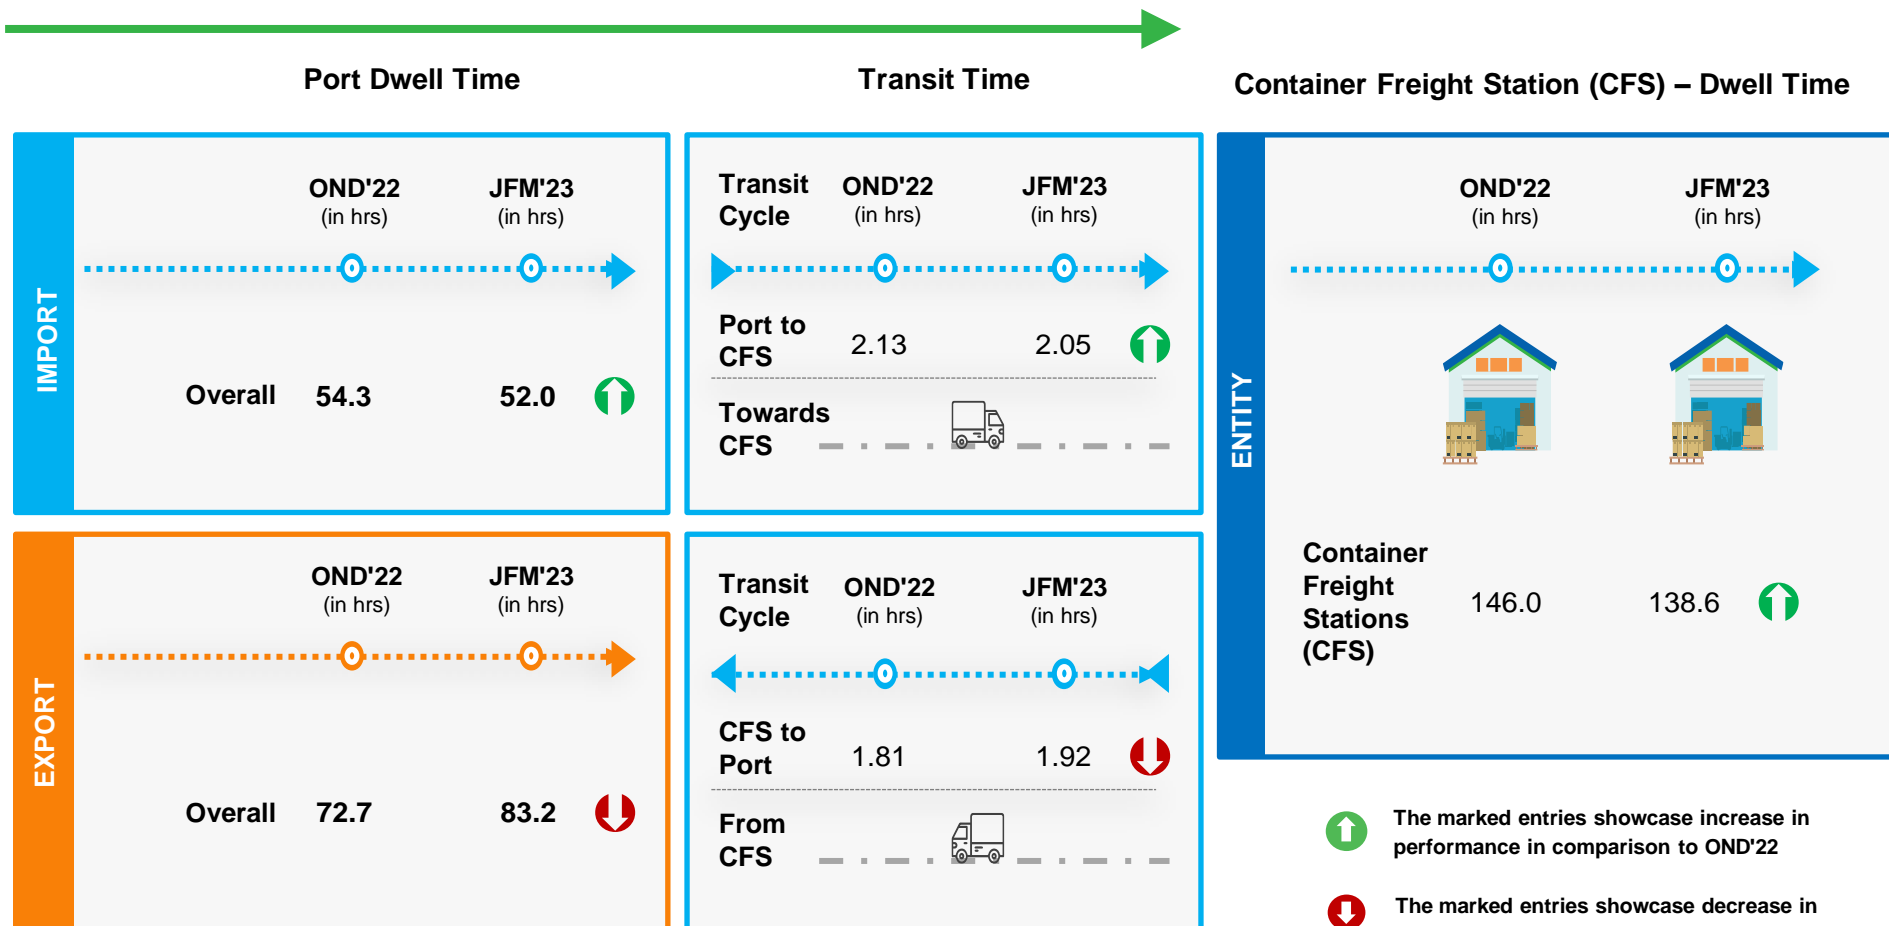 Port Dwell Time
Transit Time
Container Freight Station (CFS) – Dwell Time
IMPORT
OND'22
(in hrs)
JFM'23
(in hrs)
Overall
54.3
52.0
Transit
Cycle
OND'22
(in hrs)
JFM'23
(in hrs)
Port to
CFS
2.13
2.05
Towards
CFS
ENTITY
OND'22
(in hrs)
JFM'23
(in hrs)
Container
Freight
Stations
(CFS)
146.0
138.6
EXPORT
OND'22
(in hrs)
JFM'23
(in hrs)
Overall
72.7
83.2
Transit
Cycle
OND'22
(in hrs)
JFM'23
(in hrs)
CFS to
Port
1.81
1.92
From
CFS
The marked entries showcase increase in
performance in comparison to OND'22
The marked entries showcase decrease in